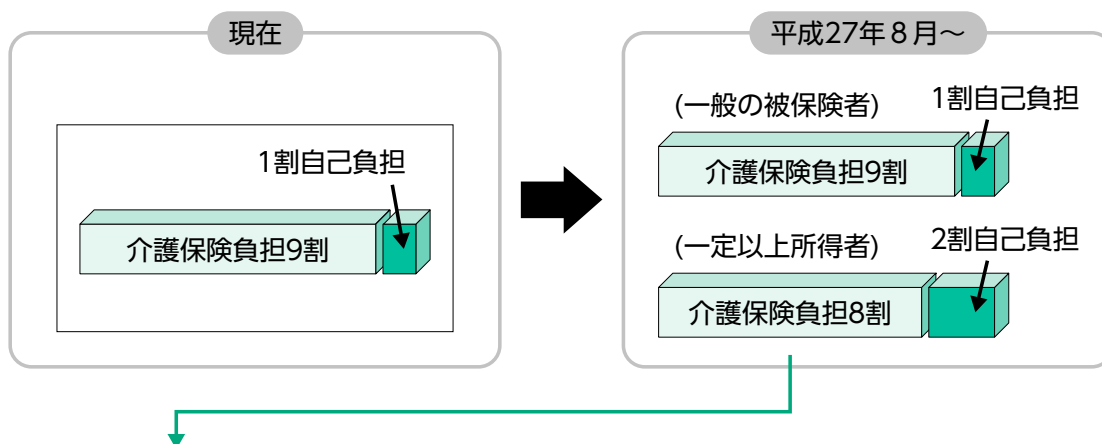 現在
1割自己負担
介護保険負担9割
平成27年8月～
(一般の被保険者)
1割自己負担
介護保険負担9割
(一定以上所得者)
2割自己負担
介護保険負担8割